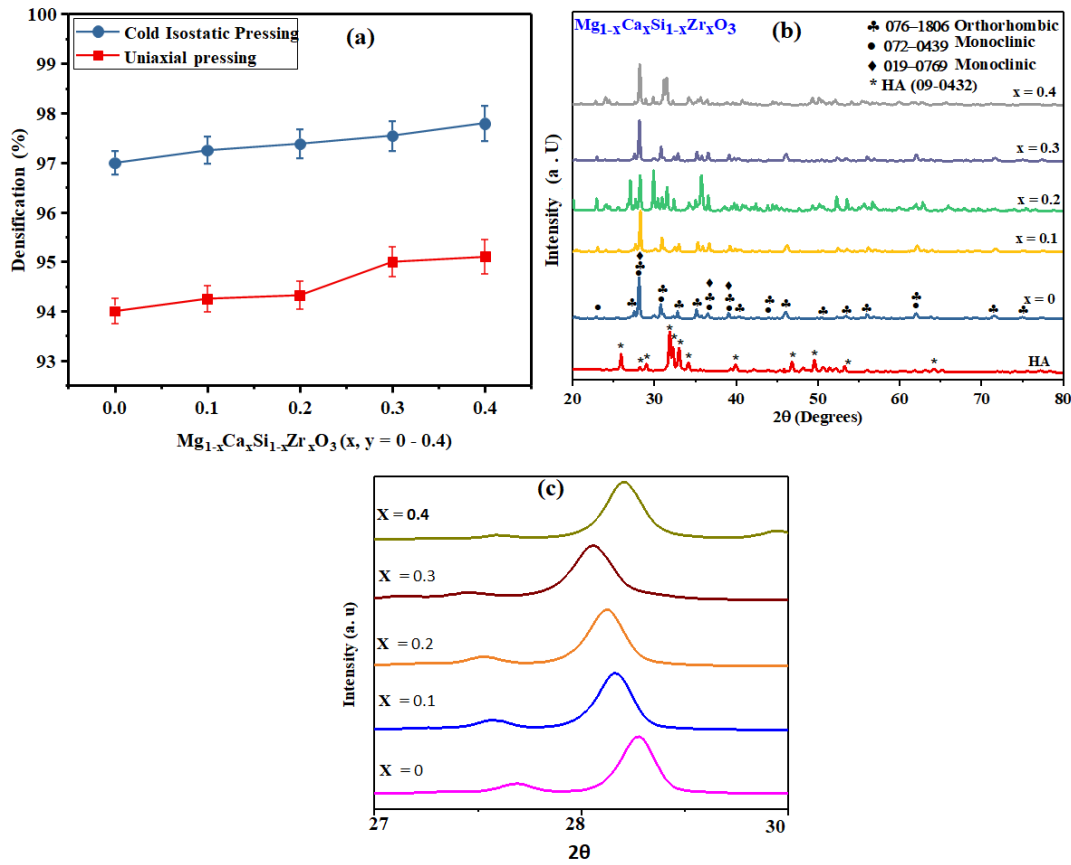 (a)
Cold Isostatic Pressing
Uniaxial pressing
Densification (%)
100
99
98
97
96
95
94
93
0.0 0.1 0.2 0.3 0.4
Mg1-xCaxSi1-xZrxO3 (x, y = 0 - 0.4)
(b)
Mg1-xCaxSi1-xZrxO3
♣ 076–1806 Orthorhombic
● 072–0439 Monoclinic
♦ 019–0769 Monoclinic
* HA (09-0432)
x = 0.4
x = 0.3
x = 0.2
x = 0.1
x = 0
HA
Intensity (a . U)
20 30 40 50 60 70 80
2θ (Degrees)
(c)
X = 0.4
X = 0.3
X = 0.2
X = 0.1
X = 0
Intensity (a. u)
27 28 28 30
2θ